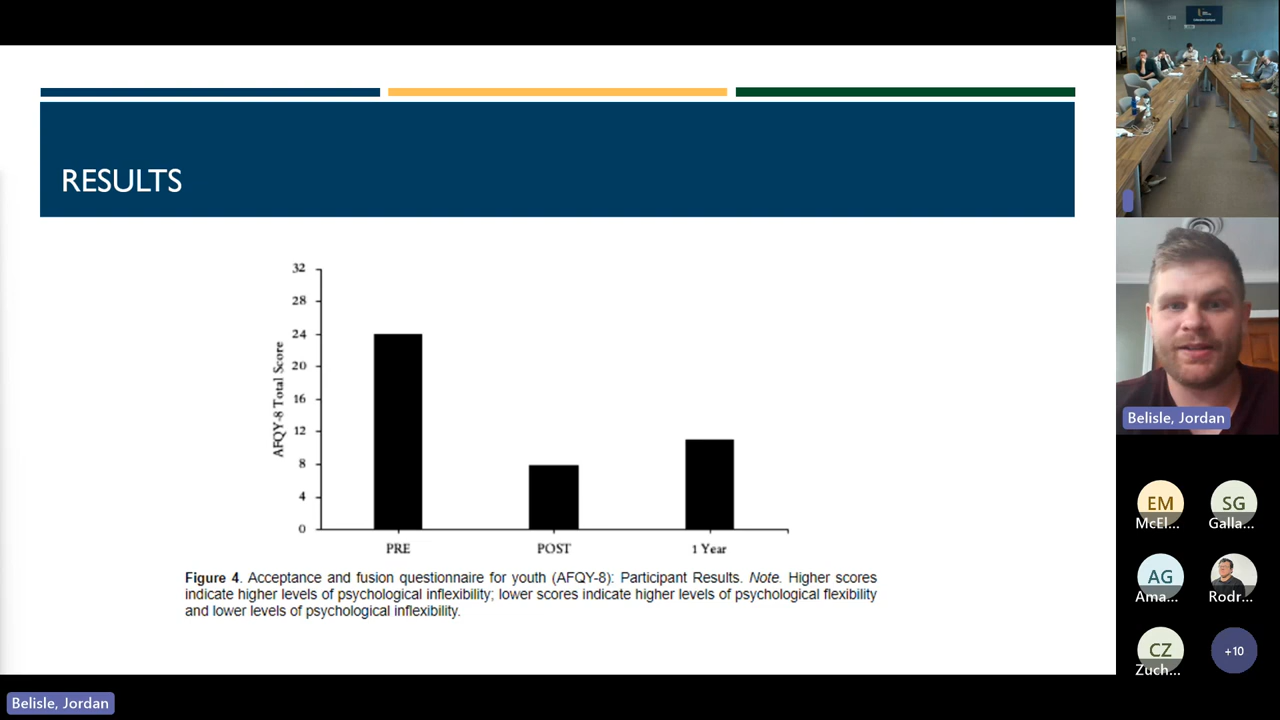 RESULTS
32
28
24
20
16
12
8
4
0
AFQY-8 Total Score
PRE
POST
1 Year
Figure 4. Acceptance and fusion questionnaire for youth (AFQY-8): Participant Results. Note. Higher scores
indicate higher levels of psychological inflexibility; lower scores indicate higher levels of psychological flexibility
and lower levels of psychological inflexibility.
Belisle, Jordan
EM
McEl...
SG
Galla...
AG
Ama...
Rodr...
CZ
Zuch...
+10
Belisle, Jordan